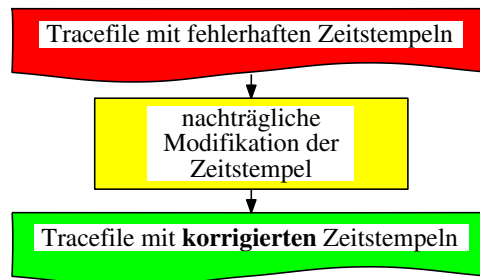 Tracefile mit fehlerhaften Zeitstempeln
nachträgliche
Modifikation der
Zeitstempel
Tracefile mit korrigierten Zeitstempeln